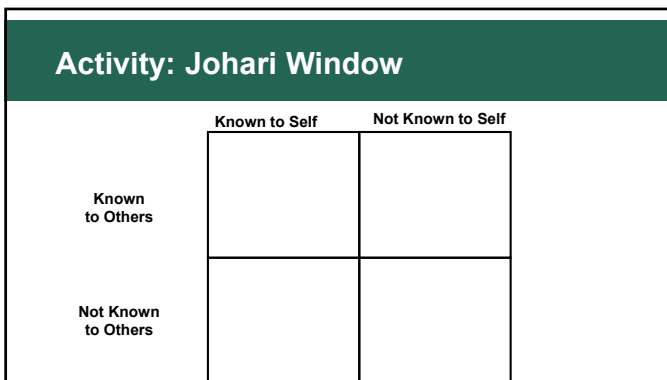 Activity: Johari Window
Known to Self
Not Known to Self
Known
to Others
Not Known
to Others